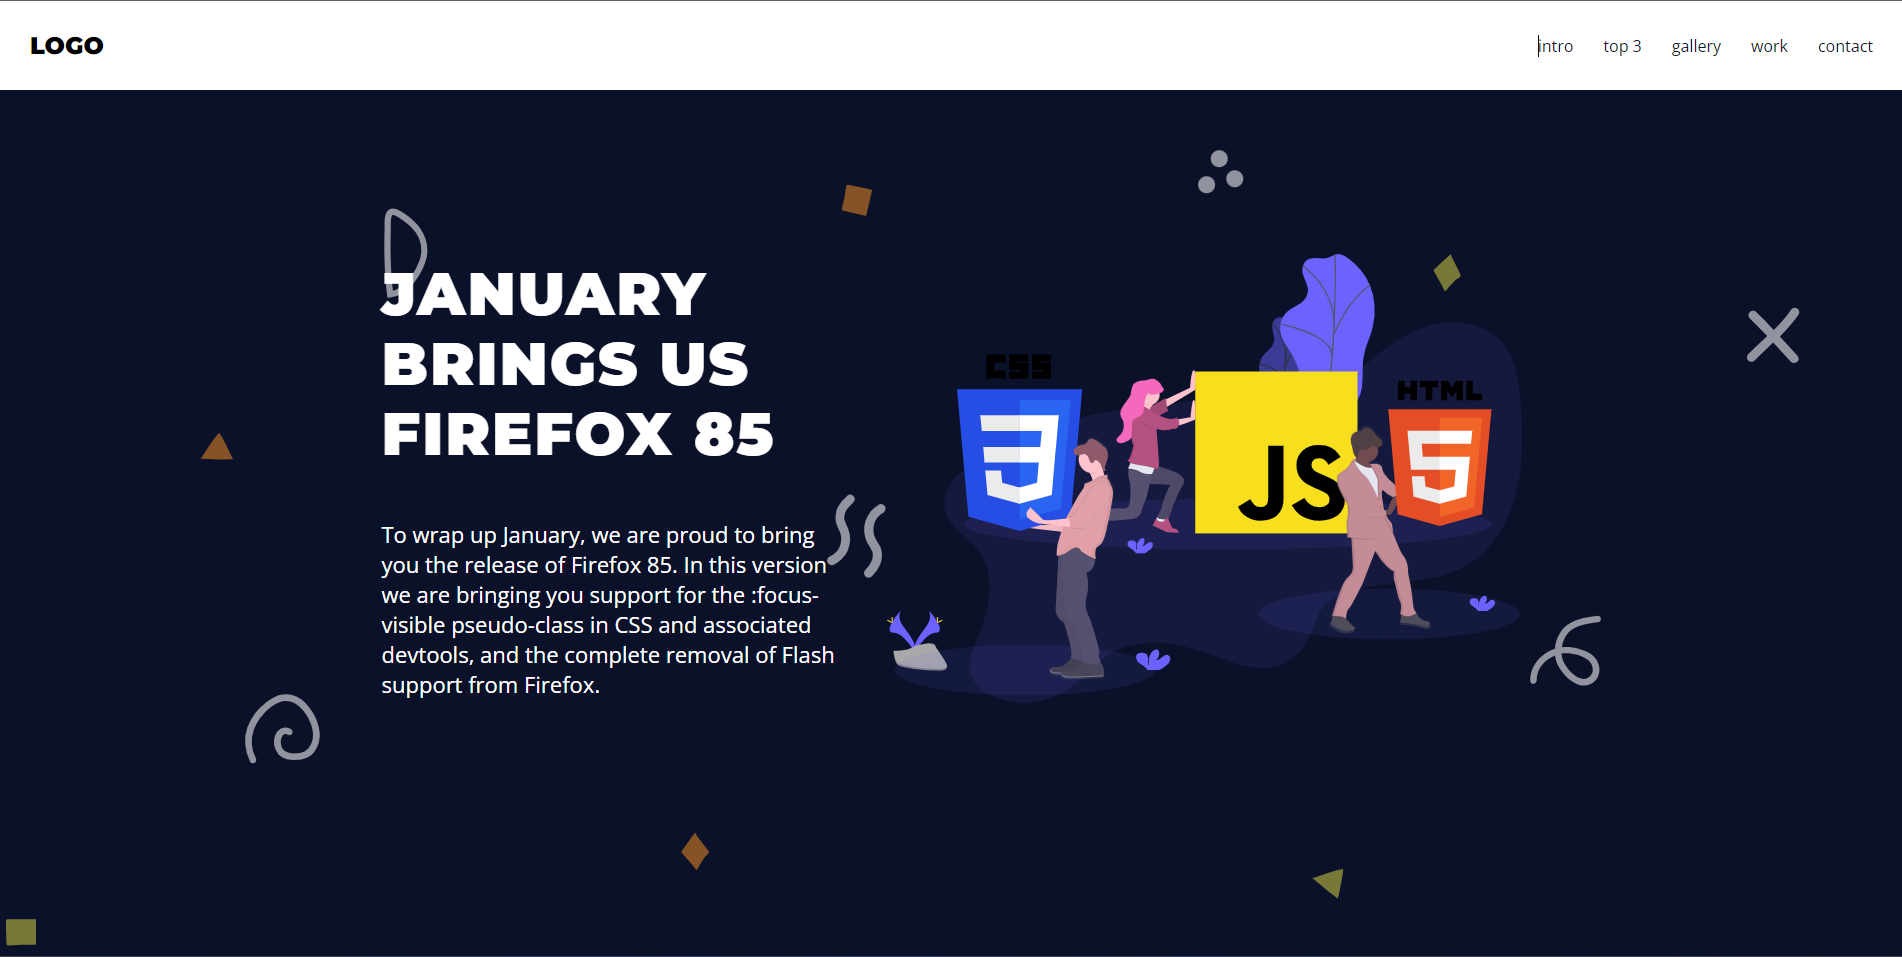 LOGO
intro top 3 gallery work contact
JANUARY
BRINGS US
FIREFOX 85
To wrap up January, we are proud to bring
you the release of Firefox 85. In this version
we are bringing you support for the :focus-
visible pseudo-class in CSS and associated
devtools, and the complete removal of Flash
support from Firefox.
CSS
3
JS
HTML
5